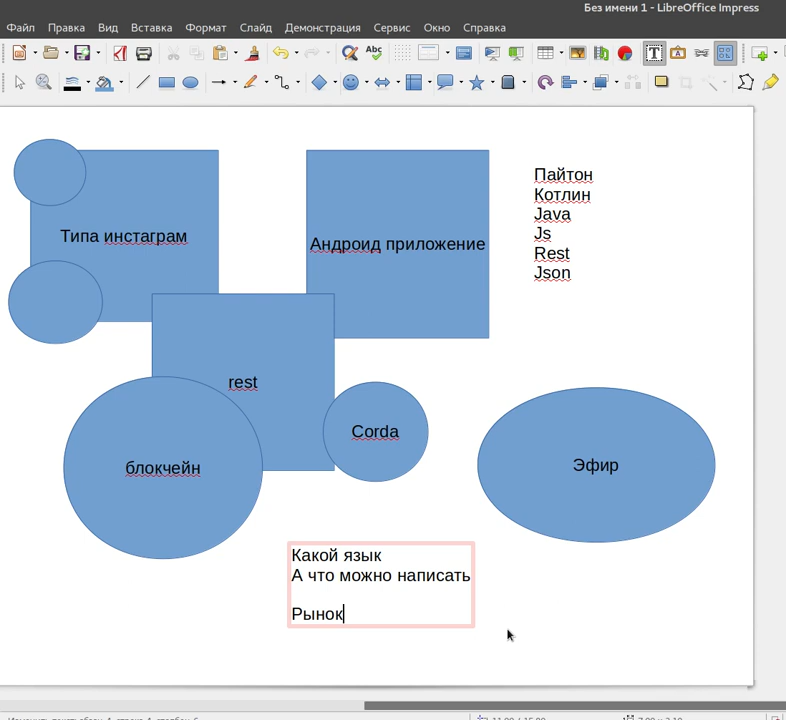 Без имени 1 - LibreOffice Impress
Файл Правка Вид Вставка Формат Слайд Демонстрация Сервис Окно Справка
Abc
T
A
Типа инстаграм
Андроид приложение
Пайтон
Котлин
Java
Js
Rest
Json
rest
блокчейн
Corda
Эфир
Какой язык
А что можно написать
Рынок